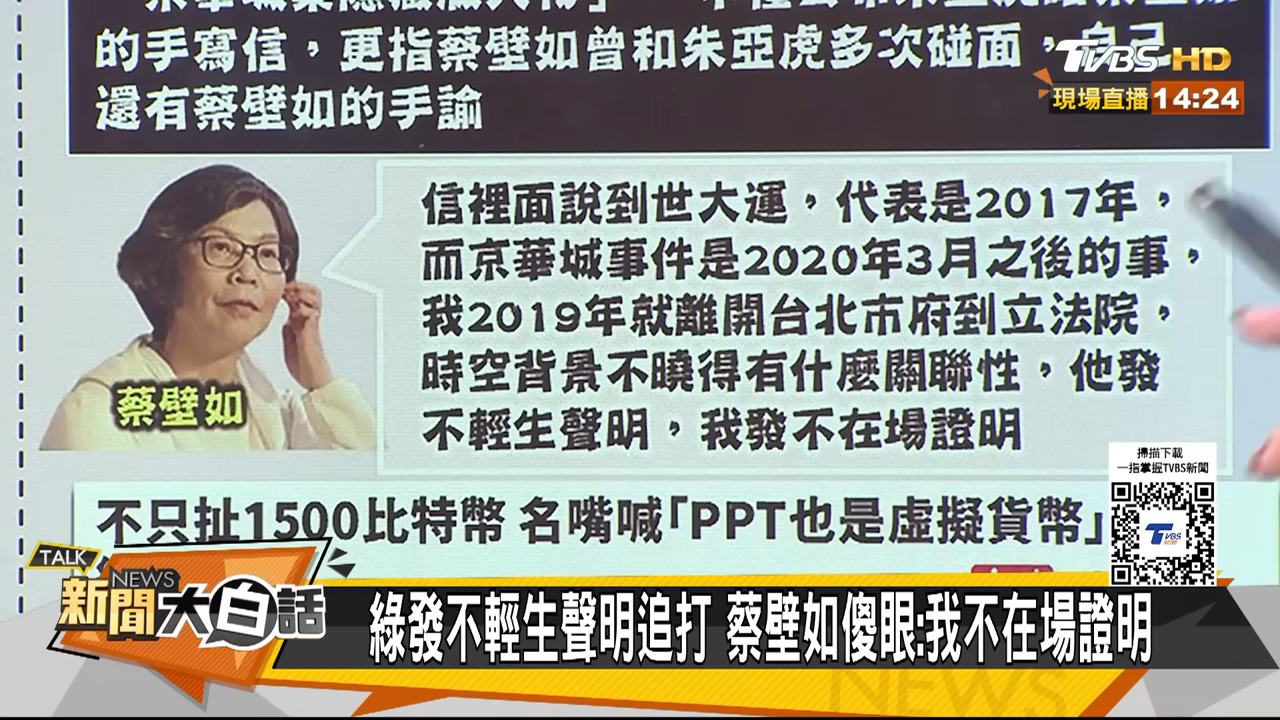 的手寫信，更指蔡壁如曾和朱亞虎多次碰面，自己
還有蔡壁如的手諭
TVBS HD
現場直播 14:24
信裡面說到世大運，代表是2017年，
而京華城事件是2020年3月之後的事，
我2019年就離開台北市府到立法院，
時空背景不曉得有什麼關聯性，他發
不輕生聲明，我發不在場證明
蔡壁如
掃描下載
一指掌握TVBS新聞
TVBS
新聞
不只扯1500比特幣 名嘴喊「PPT也是虛擬貨幣」
TALK
NEWS
新聞大白話
綠發不輕生聲明追打 蔡壁如傻眼:我不在場證明
NEWS